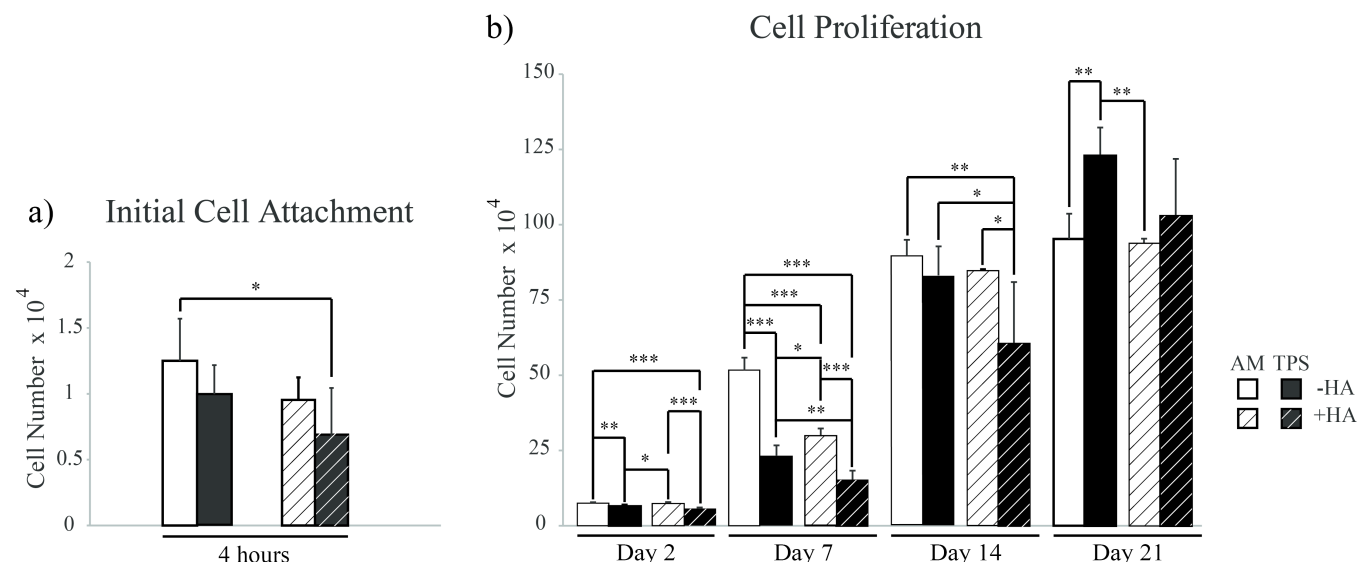 a)
Initial Cell Attachment
Cell Number x 10^4
2
1.5
1
0.5
0
*
4 hours
b)
Cell Proliferation
Cell Number x 10^4
150
125
100
75
50
25
0
***
***
**
*
***
***
***
*
***
**
**
*
*
**
**
Day 2
Day 7
Day 14
Day 21
AM TPS
-HA
+HA